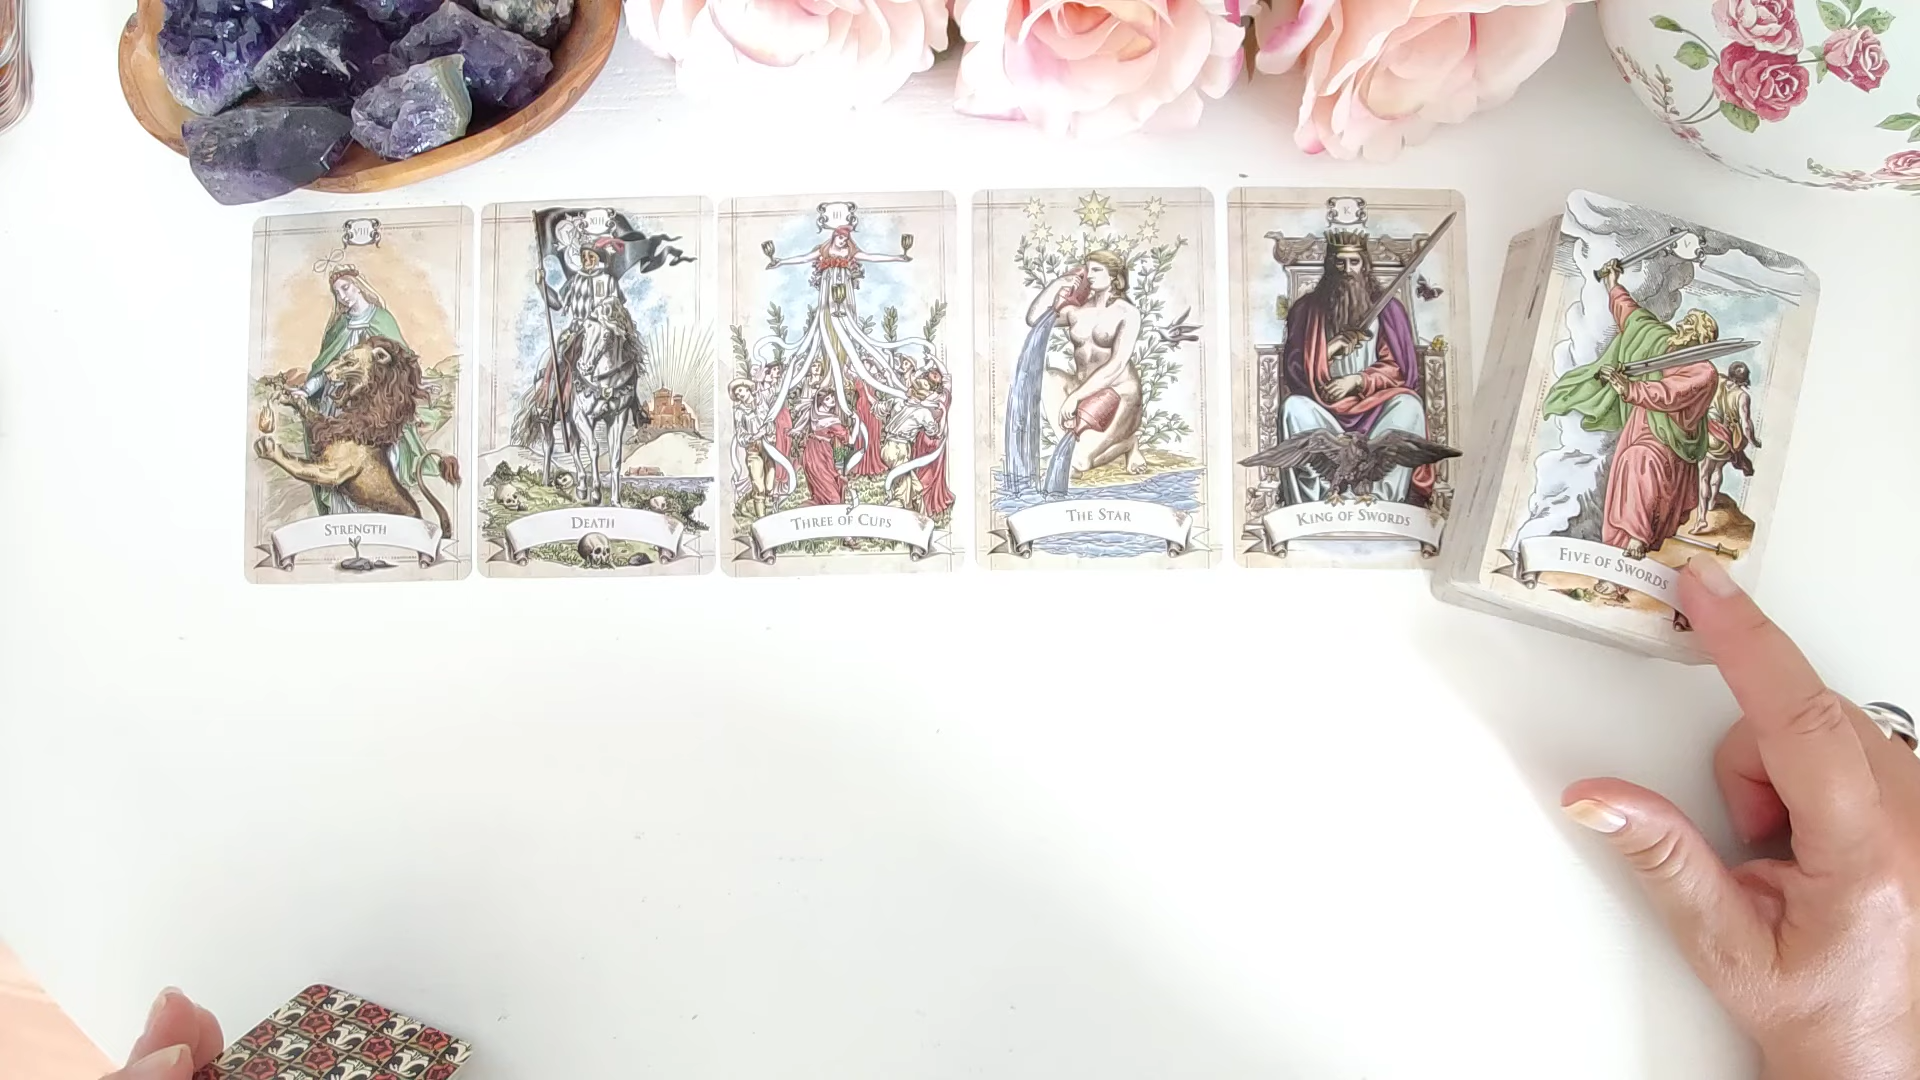 VIII
STRENGTH
XIII
DEATH
III
THREE OF CUPS
THE STAR
K
KING OF SWORDS
V
FIVE OF SWORDS